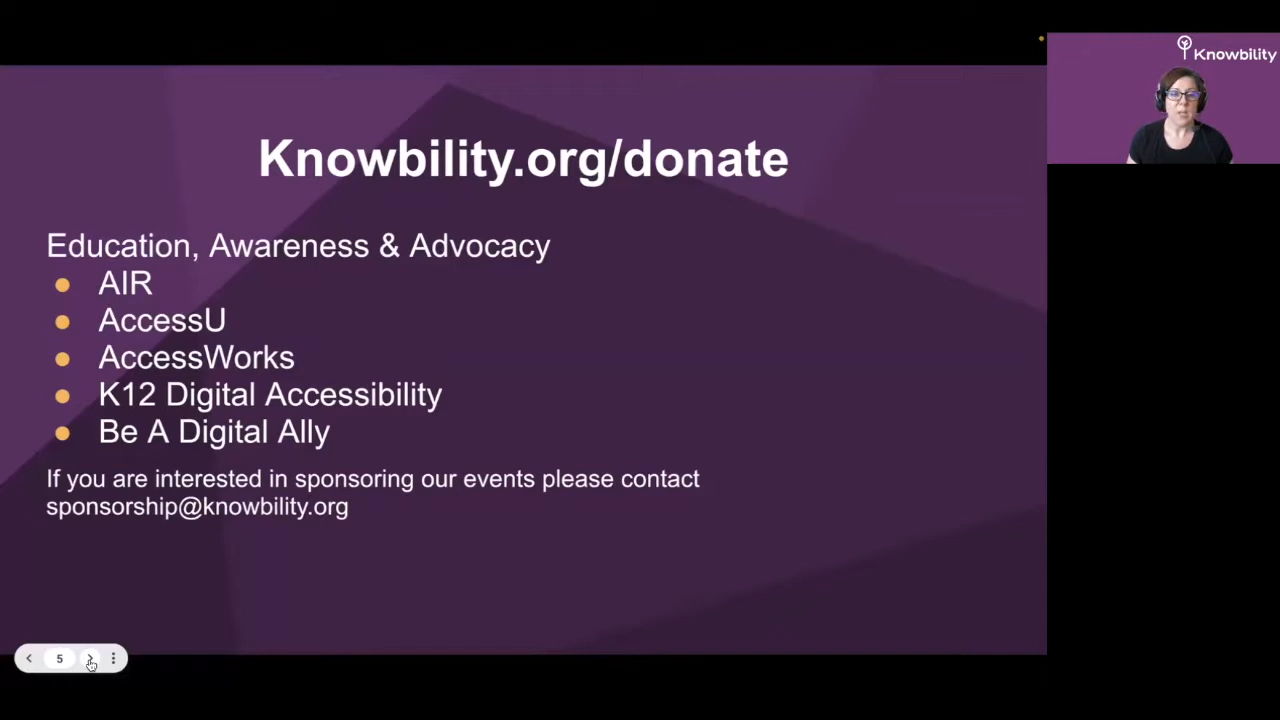 Knowbility.org/donate
Education, Awareness & Advocacy
● AIR
● AccessU
● AccessWorks
● K12 Digital Accessibility
● Be A Digital Ally
If you are interested in sponsoring our events please contact
sponsorship@knowbility.org
5
Knowbility